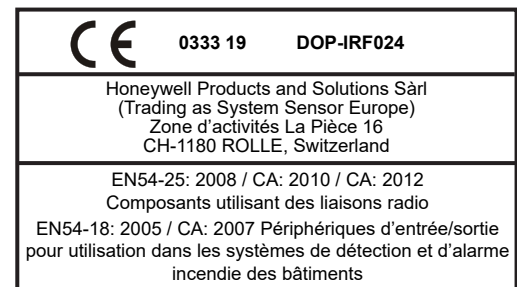 CE 0333 19 DOP-IRF024
Honeywell Products and Solutions Sàrl
(Trading as System Sensor Europe)
Zone d'activités La Pièce 16
CH-1180 ROLLE, Switzerland
EN54-25: 2008 / CA: 2010 / CA: 2012
Composants utilisant des liaisons radio
EN54-18: 2005 / CA: 2007 Périphériques d'entrée/sortie
pour utilisation dans les systèmes de détection et d'alarme
incendie des bâtiments